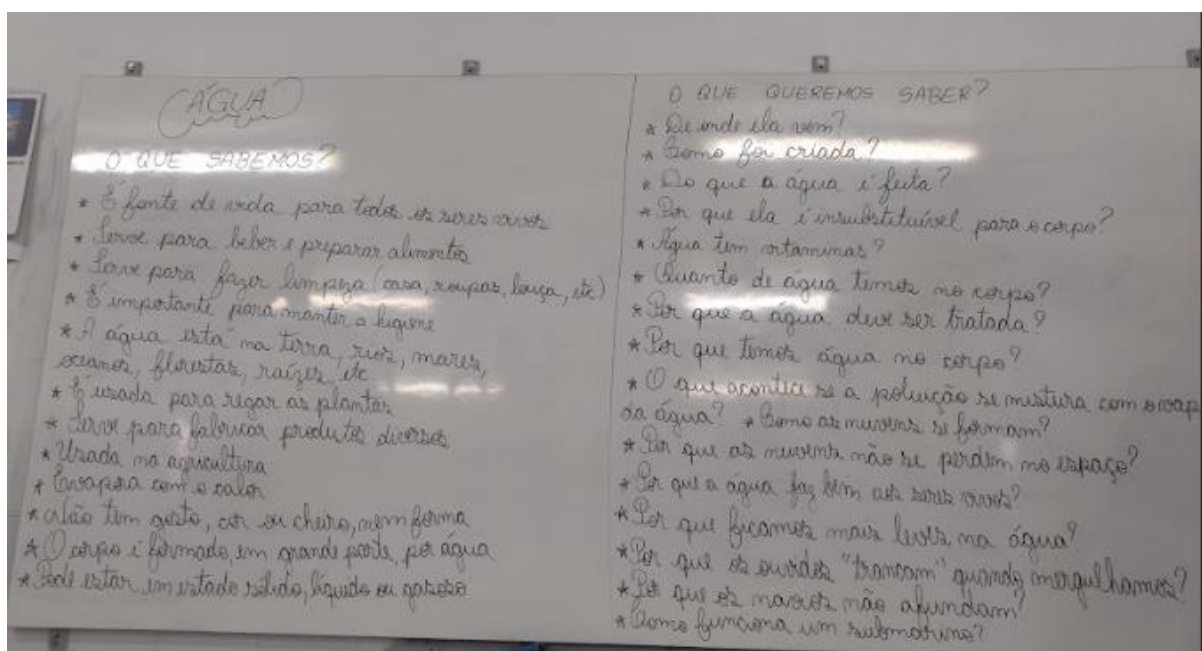 ÁGUA
O QUE SABEMOS?
* É fonte de vida para todos os seres vivos
* Serve para beber e preparar alimentos
* Serve para fazer limpeza (casa, roupas, louça, etc)
* É importante para manter a higiene
* A água está na terra, rios, mares,
oceanos, florestas, raízes, etc
* É usada para regar as plantas
* Serve para fabricar produtos diversos
* Usada na agricultura
* Evapora com o calor
* Não tem gosto, cor ou cheiro, nem forma
* O corpo é formado, em grande parte, por água
* Pode estar em estado sólido, líquido ou gasoso
O QUE QUEREMOS SABER?
* De onde ela vem?
* Como foi criada?
* Do que a água é feita?
* Por que ela é insubstituível para o corpo?
* Água tem vitaminas?
* Quanto de água temos no corpo?
* Por que a água deve ser tratada?
* Por que temos água no corpo?
* O que acontece se a poluição se mistura com o vap
da água? * Como as nuvens se formam?
* Por que as nuvens não se perdem no espaço?
* Por que a água faz bem aos seres vivos?
* Por que ficamos mais leves na água?
* Por que os ouvidos "trancam" quando mergulhamos?
* Por que os navios não afundam?
* Como funciona um submarino?